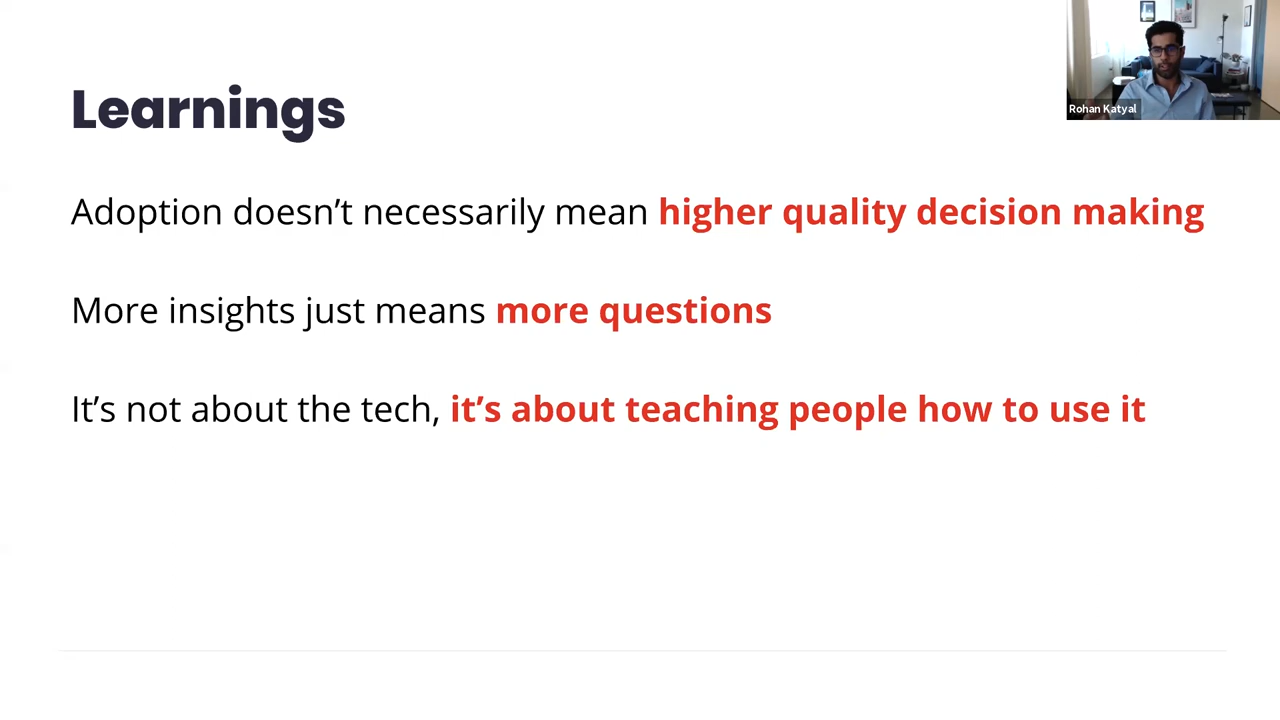 Learnings
Rohan Katyal
Adoption doesn’t necessarily mean higher quality decision making
More insights just means more questions
It’s not about the tech, it’s about teaching people how to use it